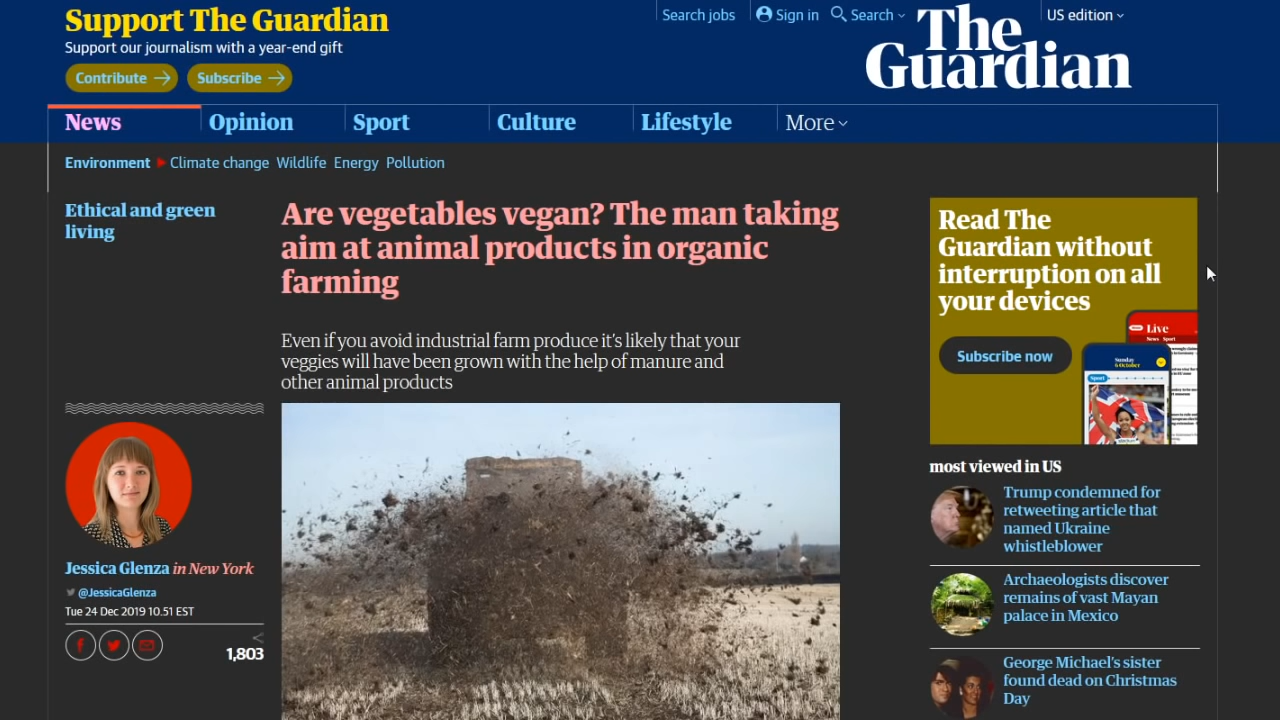 Support The Guardian
Support our journalism with a year-end gift
Contribute
Subscribe
Search jobs
Sign in
Search
US edition
The
Guardian
News
Opinion
Sport
Culture
Lifestyle
More
Environment
Climate change
Wildlife
Energy
Pollution
Ethical and green
living
Are vegetables vegan? The man taking
aim at animal products in organic
farming
Even if you avoid industrial farm produce it's likely that your
veggies will have been grown with the help of manure and
other animal products
Jessica Glenza in New York
@JessicaGlenza
Tue 24 Dec 2019 10.51 EST
1,803
Read The
Guardian without
interruption on all
your devices
Subscribe now
Live
News Sport
Sunday
6 October
Sport
most viewed in US
Trump condemned for
retweeting article that
named Ukraine
whistleblower
Archaeologists discover
remains of vast Mayan
palace in Mexico
George Michael's sister
found dead on Christmas
Day